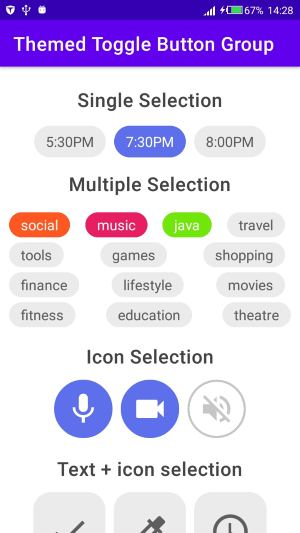 67% 14:28
Themed Toggle Button Group
Single Selection
5:30PM 7:30PM 8:00PM
Multiple Selection
social music java travel
tools games shopping
finance lifestyle movies
fitness education theatre
Icon Selection
Text + icon selection